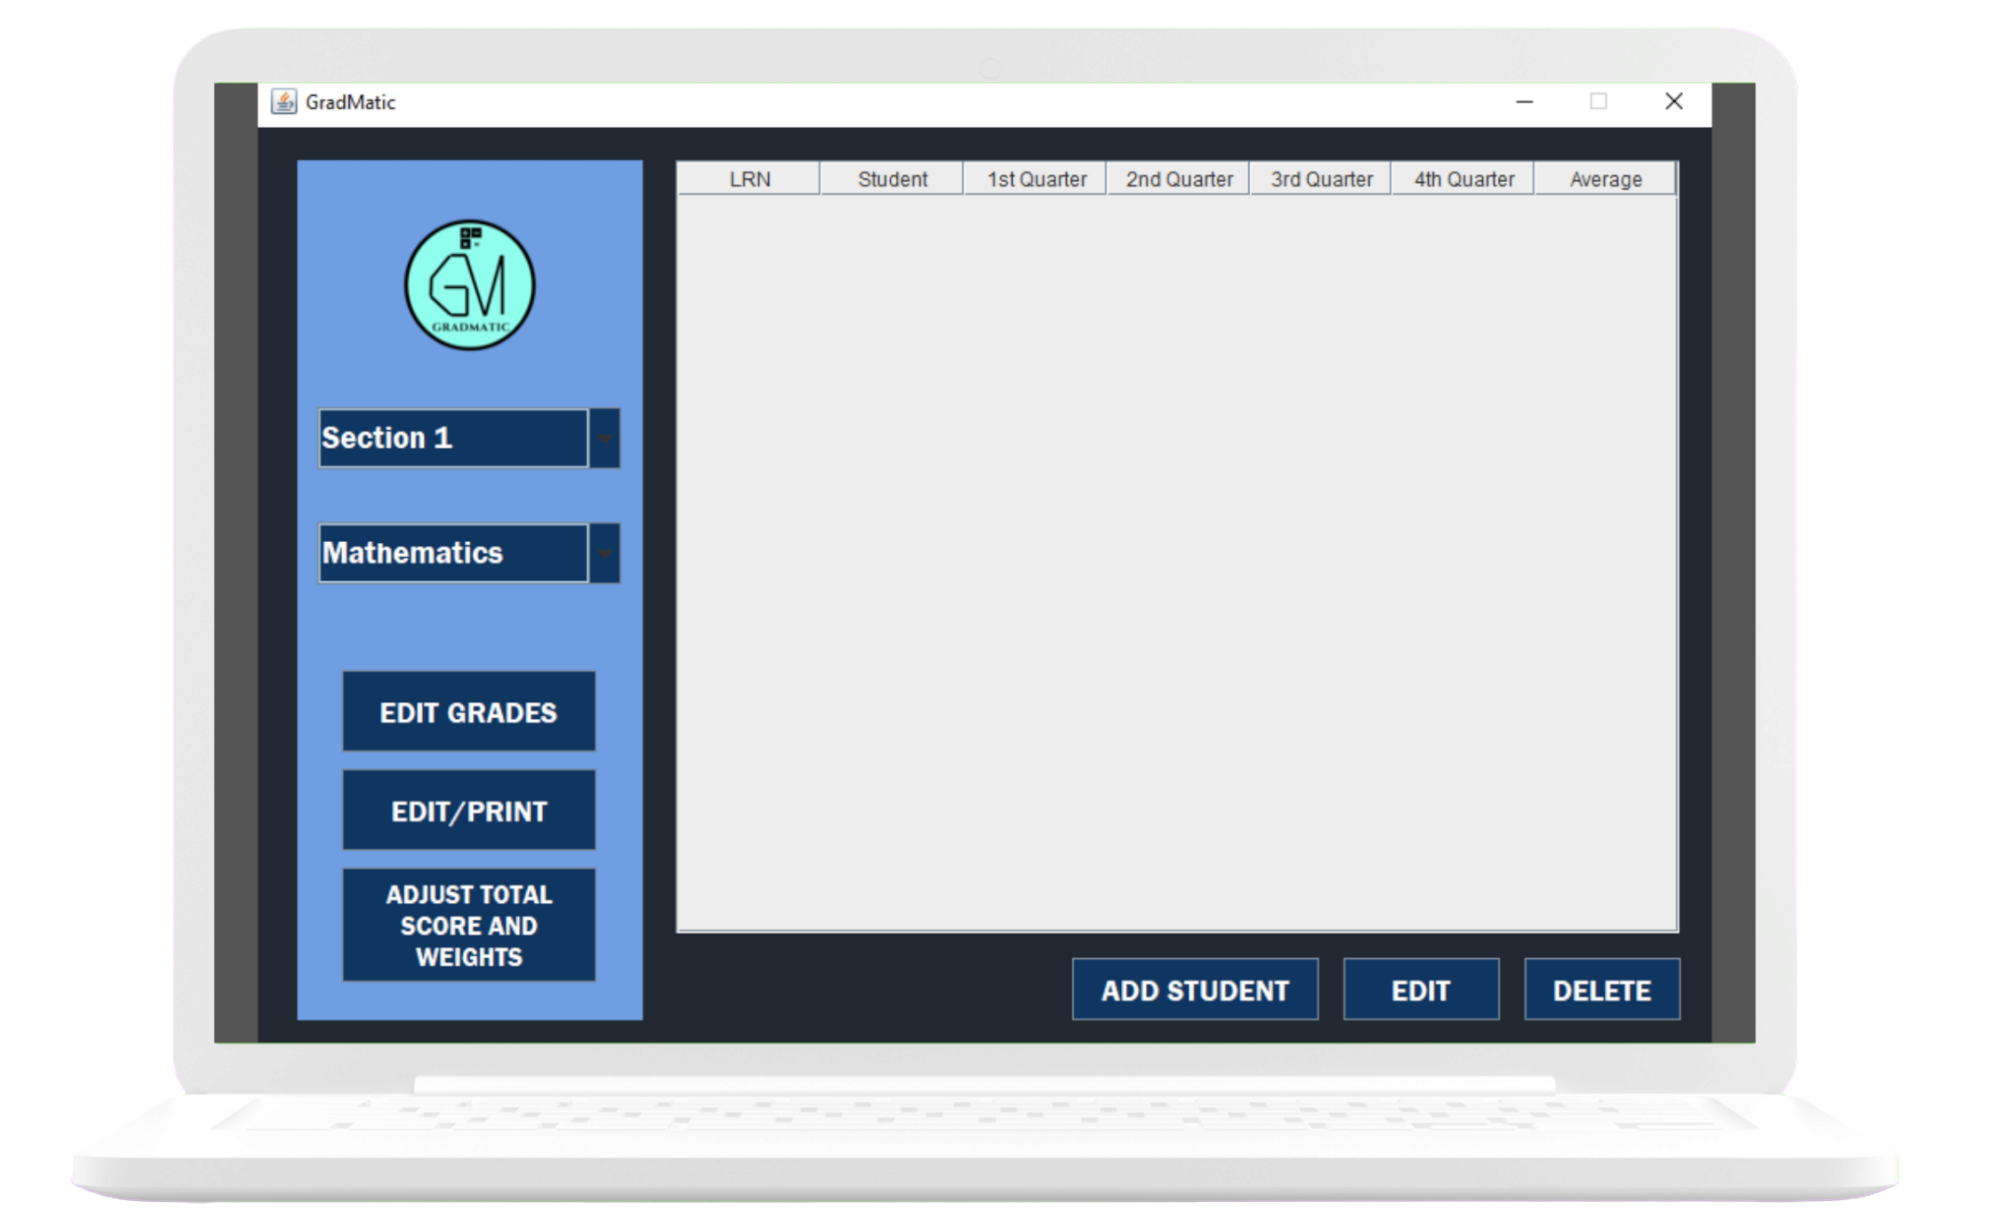 GradMatic
LRN Student 1st Quarter 2nd Quarter 3rd Quarter 4th Quarter Average
GM
GRADMATIC
Section 1
Mathematics
EDIT GRADES
EDIT/PRINT
ADJUST TOTAL
SCORE AND
WEIGHTS
ADD STUDENT EDIT DELETE